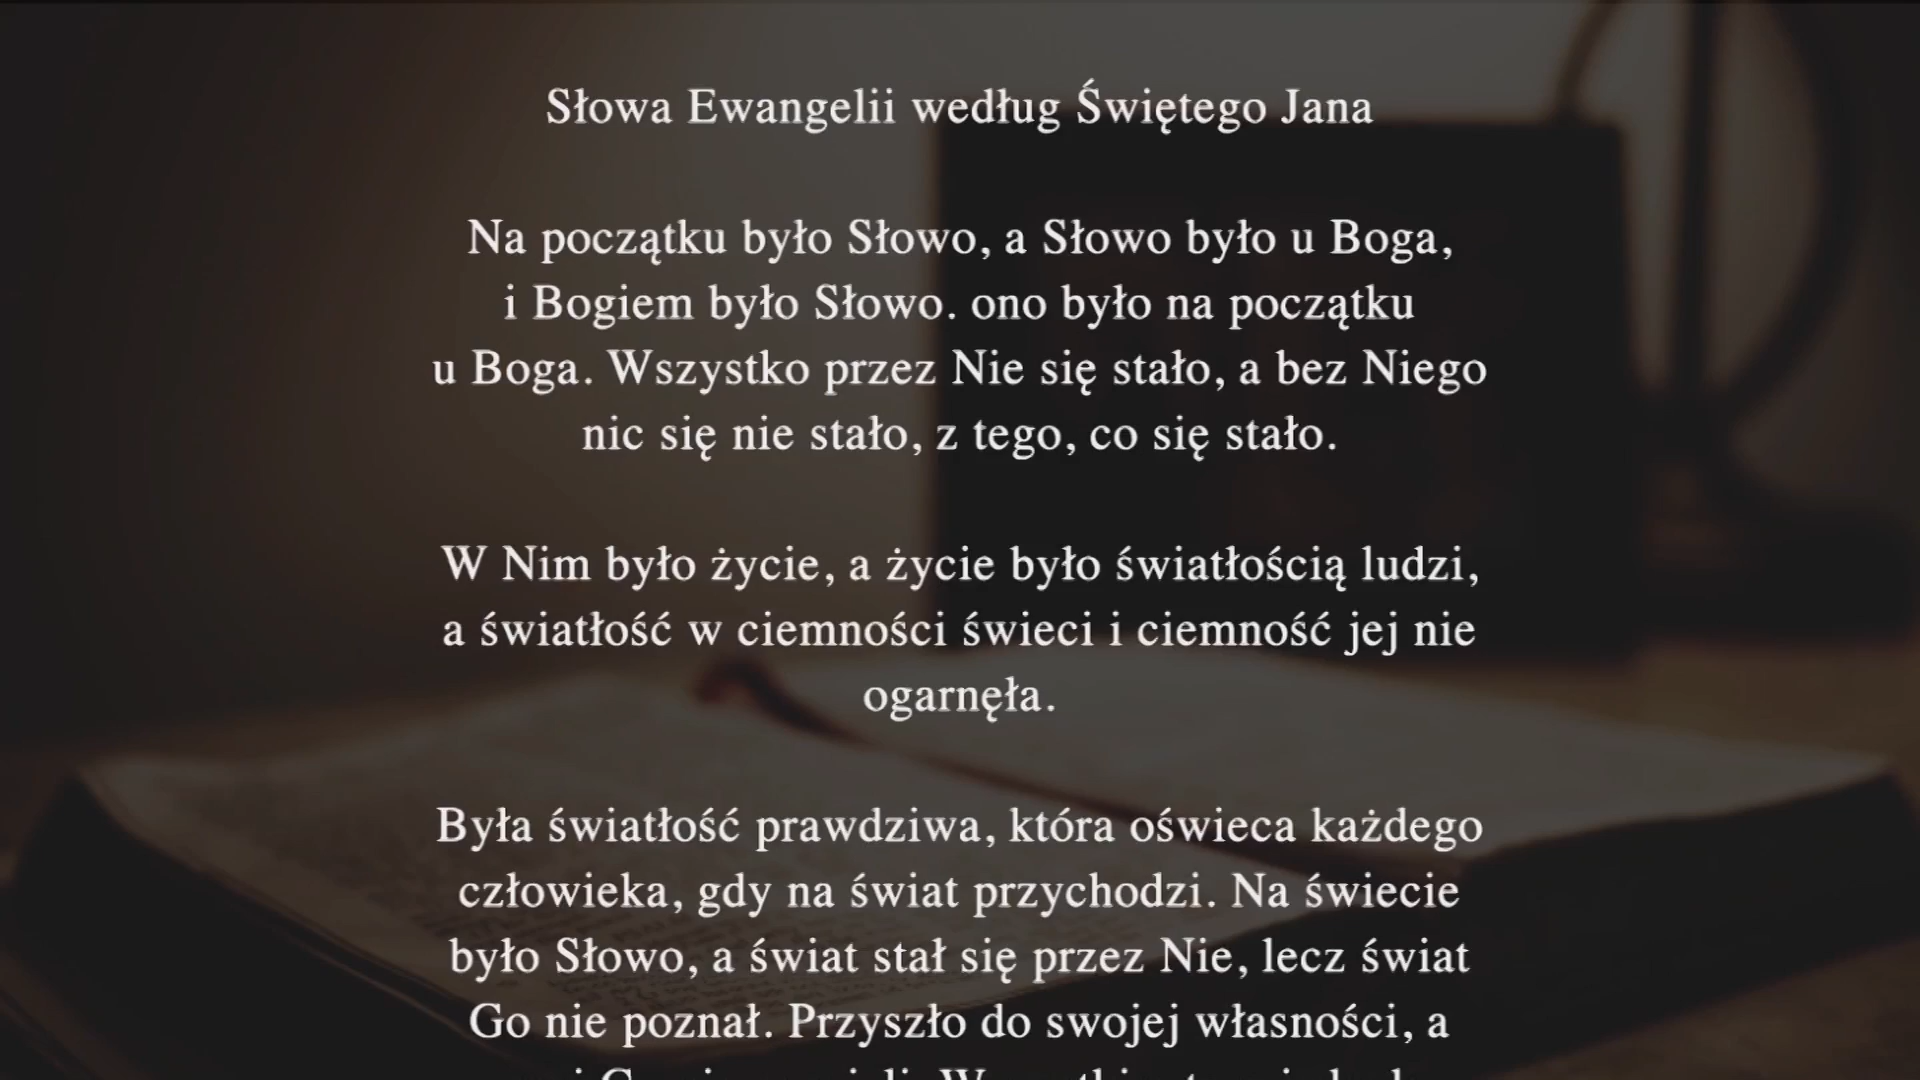 Słowa Ewangelii według Świętego Jana
Na początku było Słowo, a Słowo było u Boga,
i Bogiem było Słowo. ono było na początku
u Boga. Wszystko przez Nie się stało, a bez Niego
nic się nie stało, z tego, co się stało.
W Nim było życie, a życie było światłością ludzi,
a światłość w ciemności świeci i ciemność jej nie
ogarnęła.
Była światłość prawdziwa, która oświeca każdego
człowieka, gdy na świat przychodzi. Na świecie
było Słowo, a świat stał się przez Nie, lecz świat
Go nie poznał. Przyszło do swojej własności, a